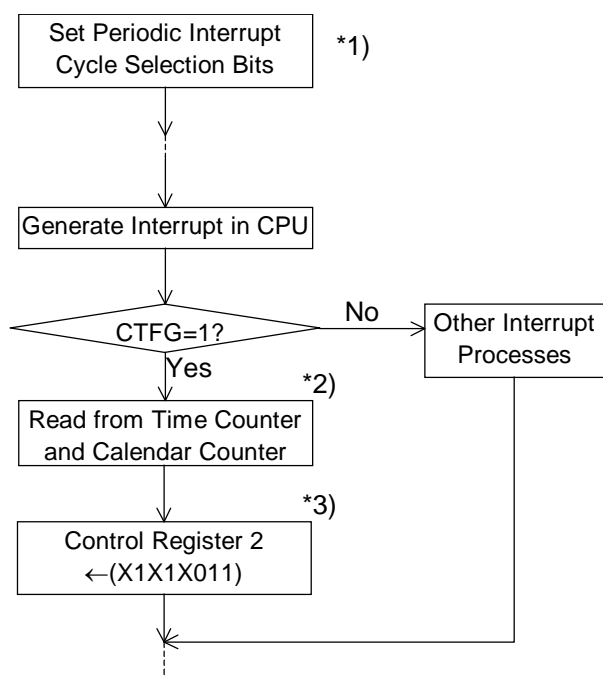 Set Periodic Interrupt
Cycle Selection Bits
*1)
Generate Interrupt in CPU
CTFG=1?
No
Other Interrupt
Processes
Yes
*2)
Read from Time Counter
and Calendar Counter
*3)
Control Register 2
←(X1X1X011)